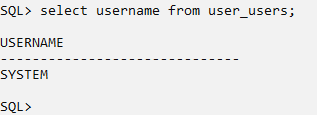 SQL> select username from user_users;
USERNAME
------------------------------
SYSTEM
SQL>